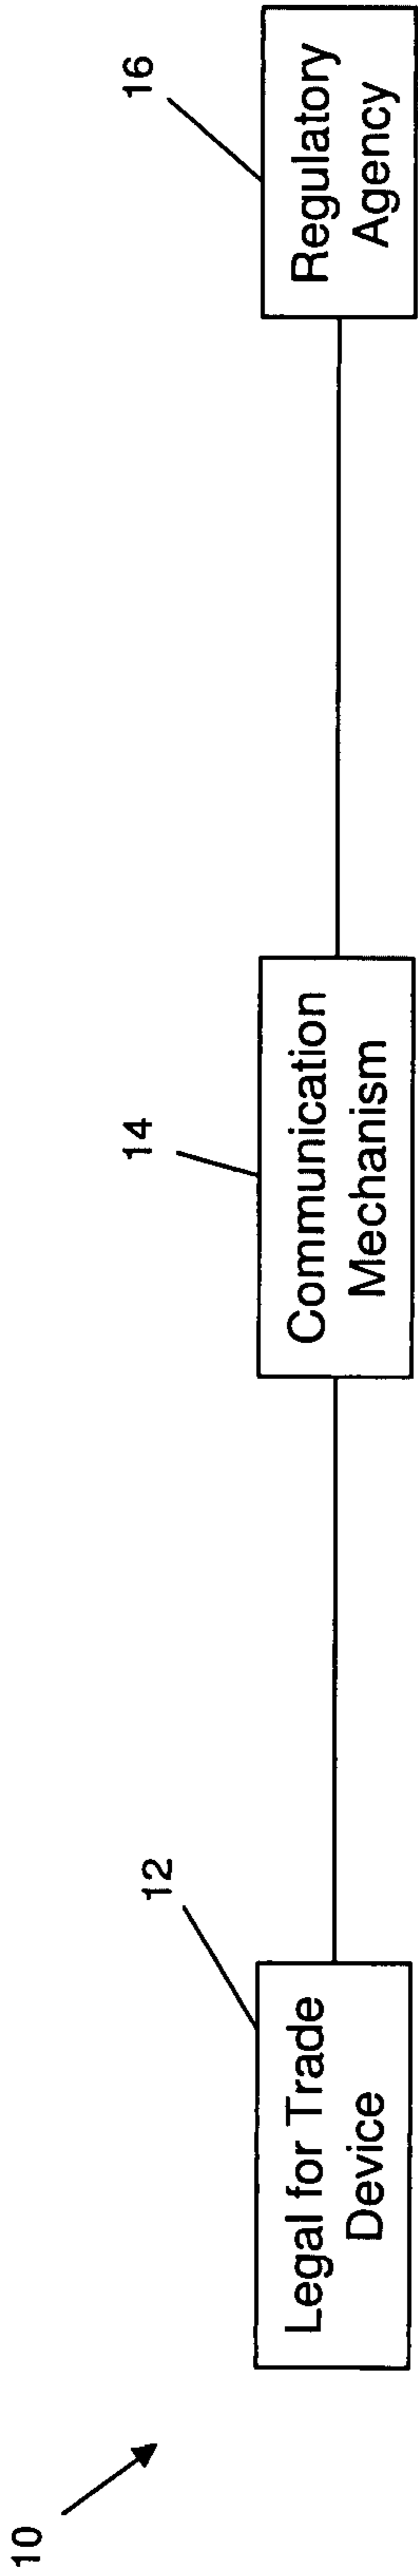 10
12
Legal for Trade
Device
14
Communication
Mechanism
16
Regulatory
Agency